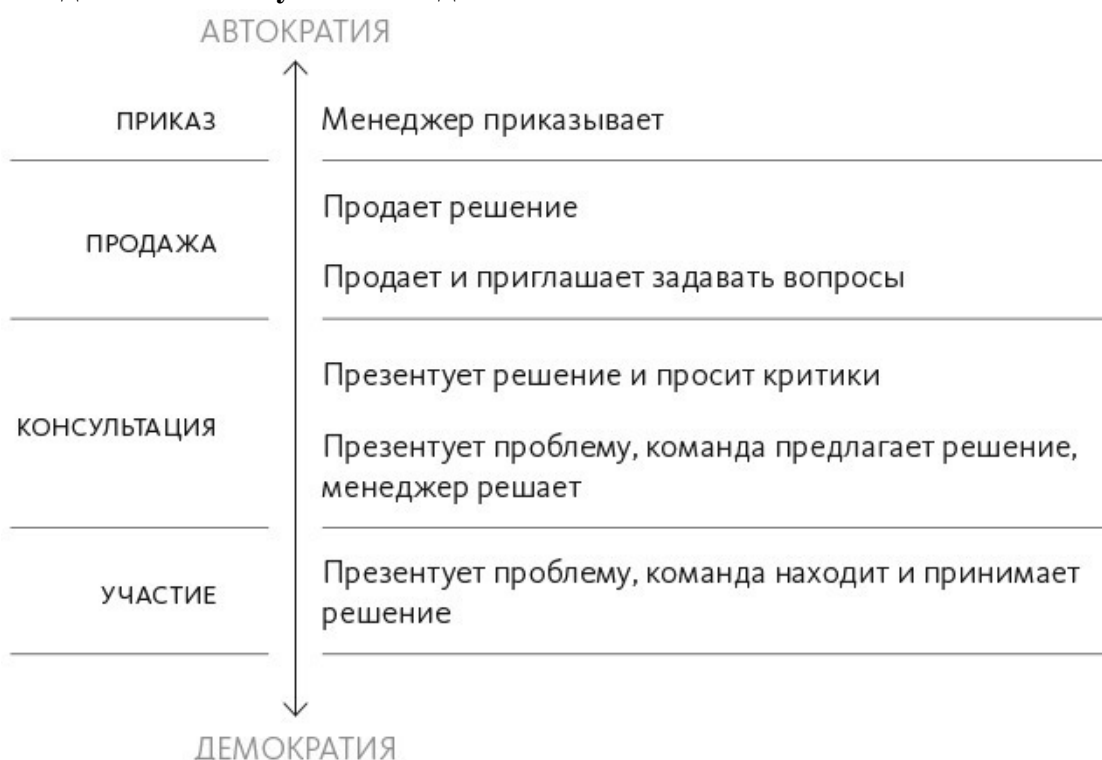 АВТОКРАТИЯ
ПРИКАЗ
Менеджер приказывает
ПРОДАЖА
Продает решение
Продает и приглашает задавать вопросы
КОНСУЛЬТАЦИЯ
Презентует решение и просит критики
Презентует проблему, команда предлагает решение,
менеджер решает
УЧАСТИЕ
Презентует проблему, команда находит и принимает
решение
ДЕМОКРАТИЯ